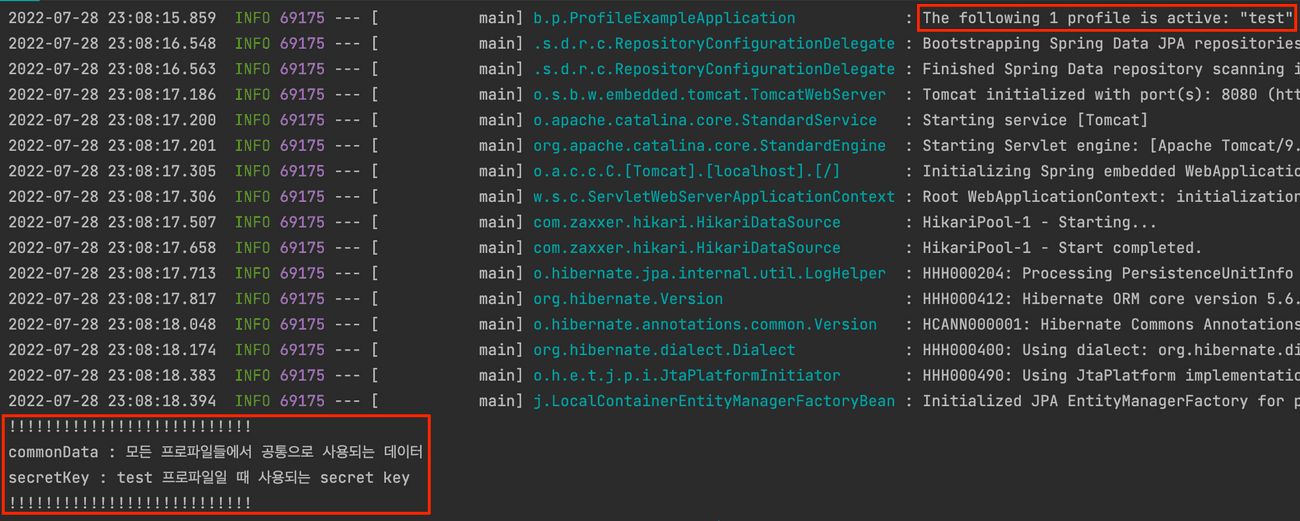 2022-07-28 23:08:15.859  INFO 69175 --- [           main] b.p.ProfileExampleApplication            : The following 1 profile is active: "test"
2022-07-28 23:08:16.548  INFO 69175 --- [           main] .s.d.r.c.RepositoryConfigurationDelegate : Bootstrapping Spring Data JPA repositories
2022-07-28 23:08:16.563  INFO 69175 --- [           main] .s.d.r.c.RepositoryConfigurationDelegate : Finished Spring Data repository scanning i
2022-07-28 23:08:17.186  INFO 69175 --- [           main] o.s.b.w.embedded.tomcat.TomcatWebServer  : Tomcat initialized with port(s): 8080 (htt
2022-07-28 23:08:17.200  INFO 69175 --- [           main] o.apache.catalina.core.StandardService   : Starting service [Tomcat]
2022-07-28 23:08:17.201  INFO 69175 --- [           main] org.apache.catalina.core.StandardEngine  : Starting Servlet engine: [Apache Tomcat/9.
2022-07-28 23:08:17.305  INFO 69175 --- [           main] o.a.c.c.C.[Tomcat].[localhost].[/]       : Initializing Spring embedded WebApplicatio
2022-07-28 23:08:17.306  INFO 69175 --- [           main] w.s.c.ServletWebServerApplicationContext : Root WebApplicationContext: initialization
2022-07-28 23:08:17.507  INFO 69175 --- [           main] com.zaxxer.hikari.HikariDataSource       : HikariPool-1 - Starting...
2022-07-28 23:08:17.658  INFO 69175 --- [           main] com.zaxxer.hikari.HikariDataSource       : HikariPool-1 - Start completed.
2022-07-28 23:08:17.713  INFO 69175 --- [           main] o.hibernate.jpa.internal.util.LogHelper  : HHH000204: Processing PersistenceUnitInfo
2022-07-28 23:08:17.817  INFO 69175 --- [           main] org.hibernate.Version                    : HHH000412: Hibernate ORM core version 5.6.
2022-07-28 23:08:18.048  INFO 69175 --- [           main] o.hibernate.annotations.common.Version   : HCANN000001: Hibernate Commons Annotations
2022-07-28 23:08:18.174  INFO 69175 --- [           main] org.hibernate.dialect.Dialect            : HHH000400: Using dialect: org.hibernate.di
2022-07-28 23:08:18.383  INFO 69175 --- [           main] o.h.e.t.j.p.i.JtaPlatformInitiator       : HHH000490: Using JtaPlatform implementatio
2022-07-28 23:08:18.394  INFO 69175 --- [           main] j.LocalContainerEntityManagerFactoryBean : Initialized JPA EntityManagerFactory for p
!!!!!!!!!!!!!!!!!!!!!!!!!!!
commonData : 모든 프로파일들에서 공통으로 사용되는 데이터
secretKey : test 프로파일일 때 사용되는 secret key
!!!!!!!!!!!!!!!!!!!!!!!!!!!